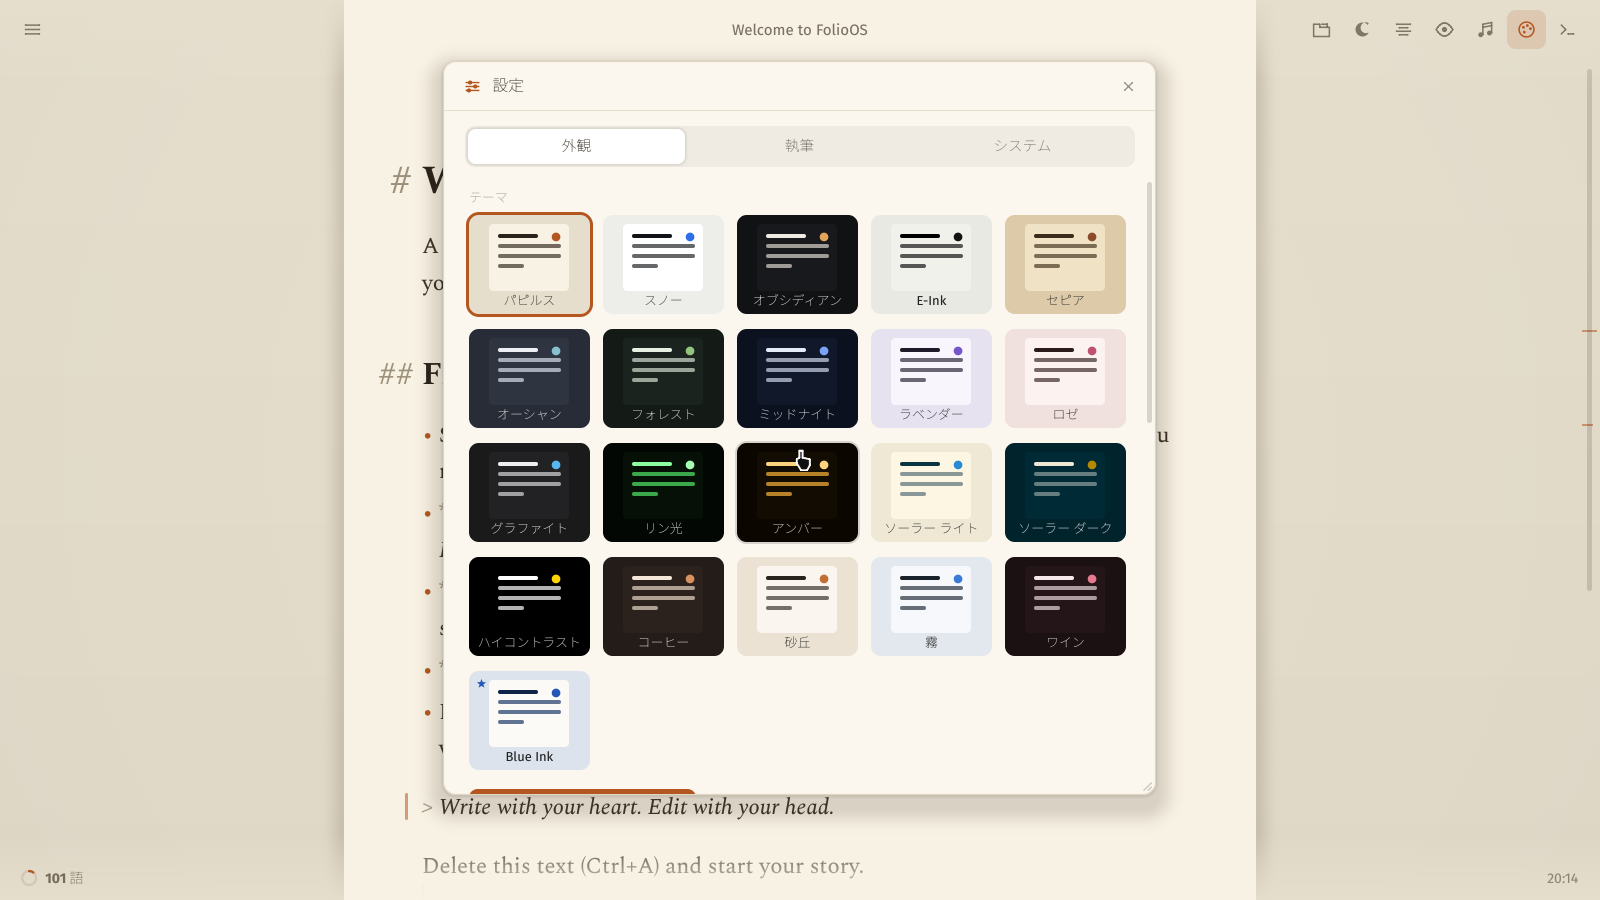 Welcome to FolioOS
設定
外観
執筆
システム
テーマ
パピルス
スノー
オブシディアン
E-Ink
セピア
オーシャン
フォレスト
ミッドナイト
ラベンダー
ロゼ
グラファイト
リン光
アンバー
ソーラー ライト
ソーラー ダーク
ハイコントラスト
コーヒー
砂丘
霧
ワイン
Blue Ink
#
A
yo
## F
u
> Write with your heart. Edit with your head.
Delete this text (Ctrl+A) and start your story.
101 語
20:14